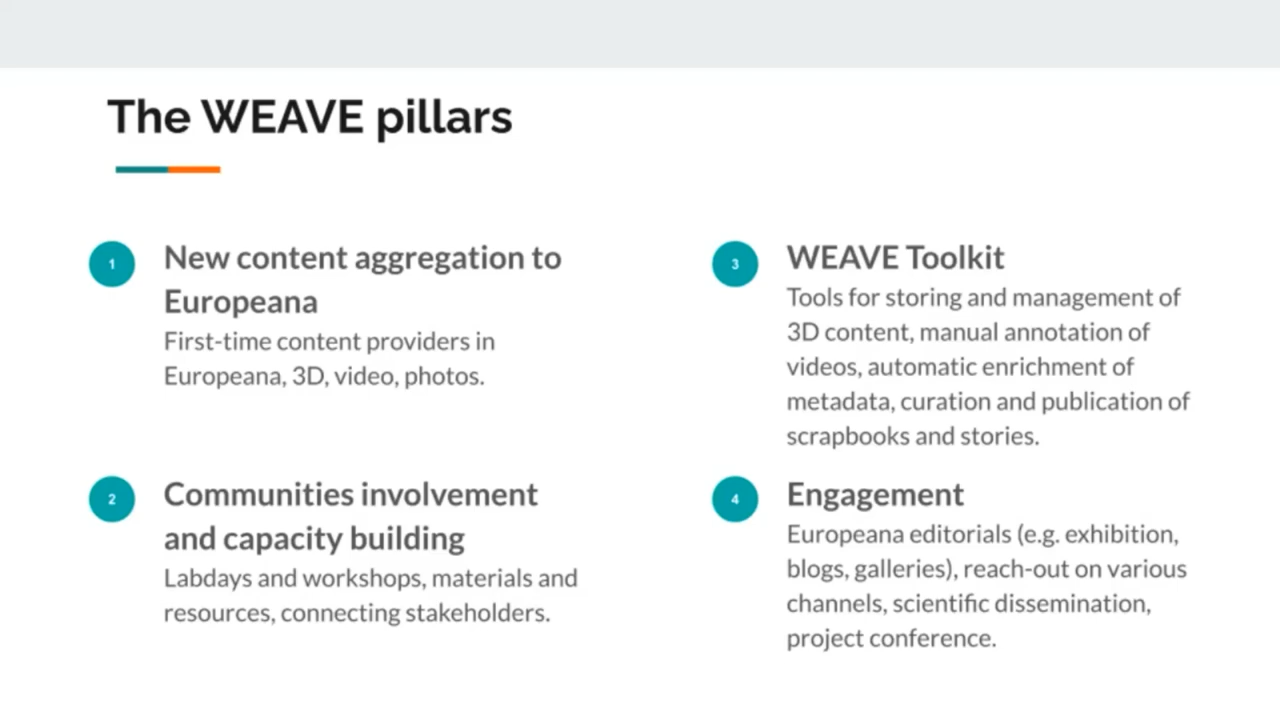 The WEAVE pillars
1
New content aggregation to
Europeana
First-time content providers in
Europeana, 3D, video, photos.
2
Communities involvement
and capacity building
Labdays and workshops, materials and
resources, connecting stakeholders.
3
WEAVE Toolkit
Tools for storing and management of
3D content, manual annotation of
videos, automatic enrichment of
metadata, curation and publication of
scrapbooks and stories.
4
Engagement
Europeana editorials (e.g. exhibition,
blogs, galleries), reach-out on various
channels, scientific dissemination,
project conference.